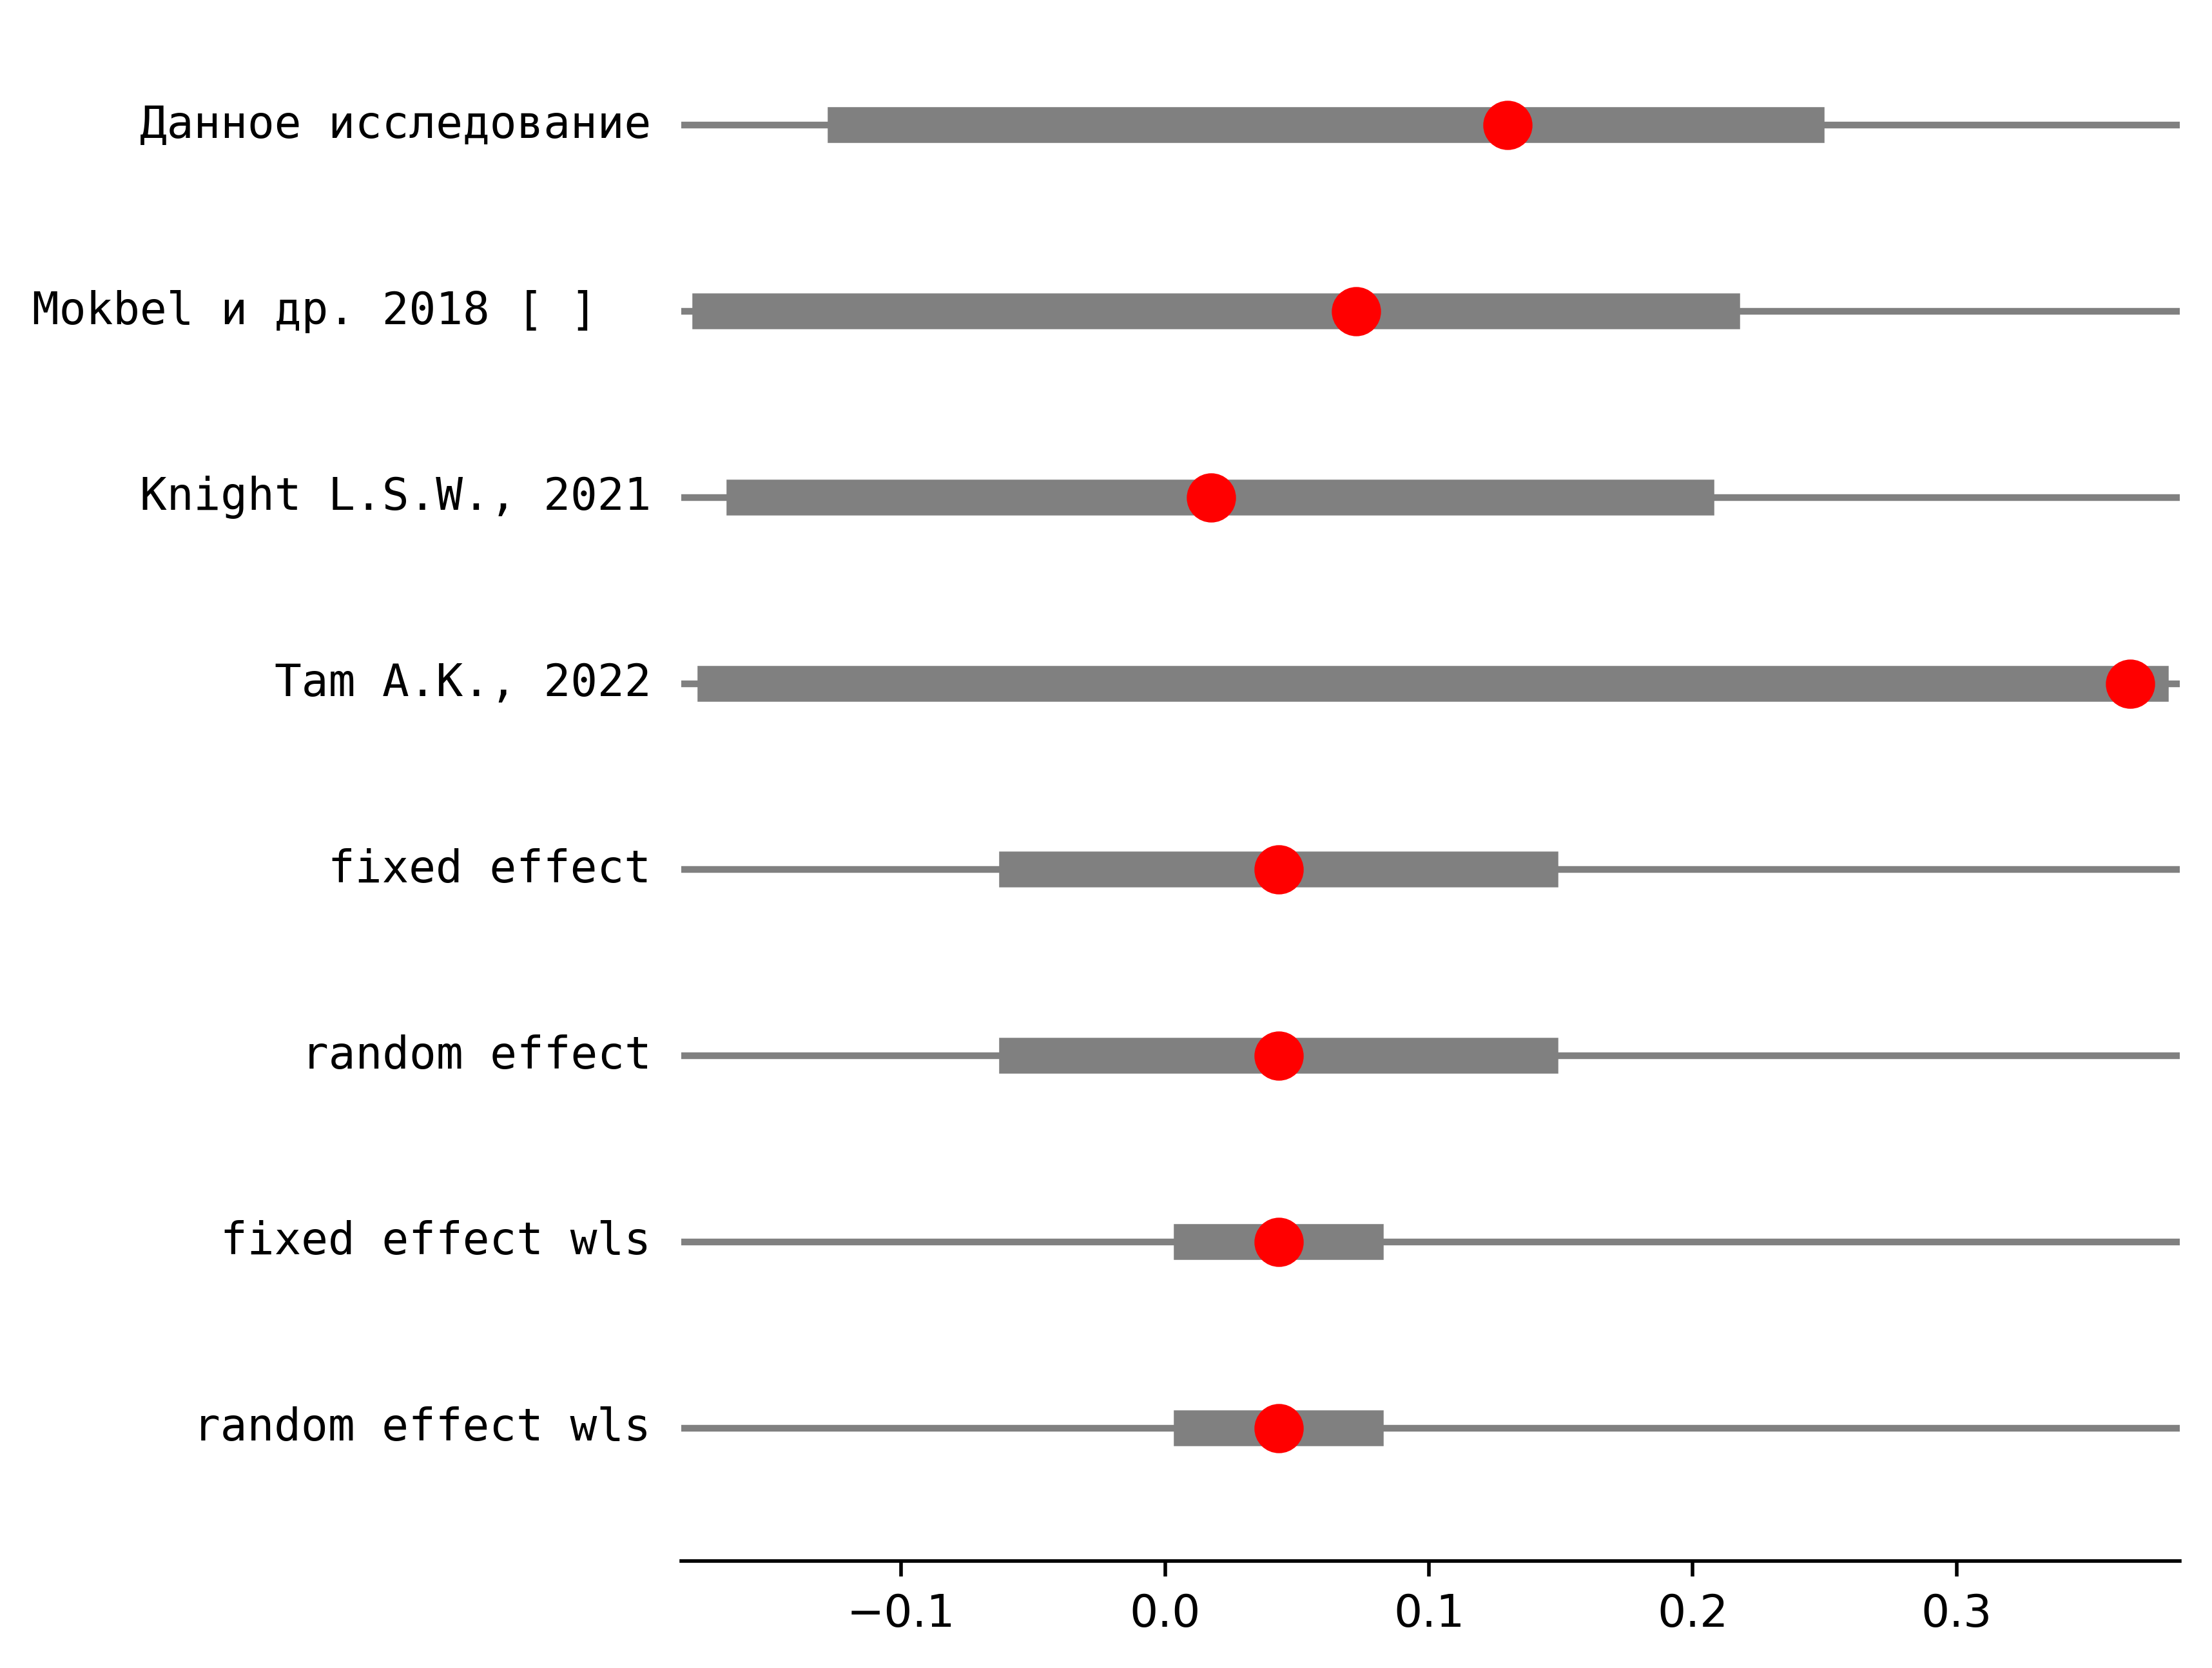 Данное исследование
Mokbel и др. 2018 [ ]
Knight L.S.W., 2021
Tam A.K., 2022
fixed effect
random effect
fixed effect wls
random effect wls
−0.1 0.0 0.1 0.2 0.3